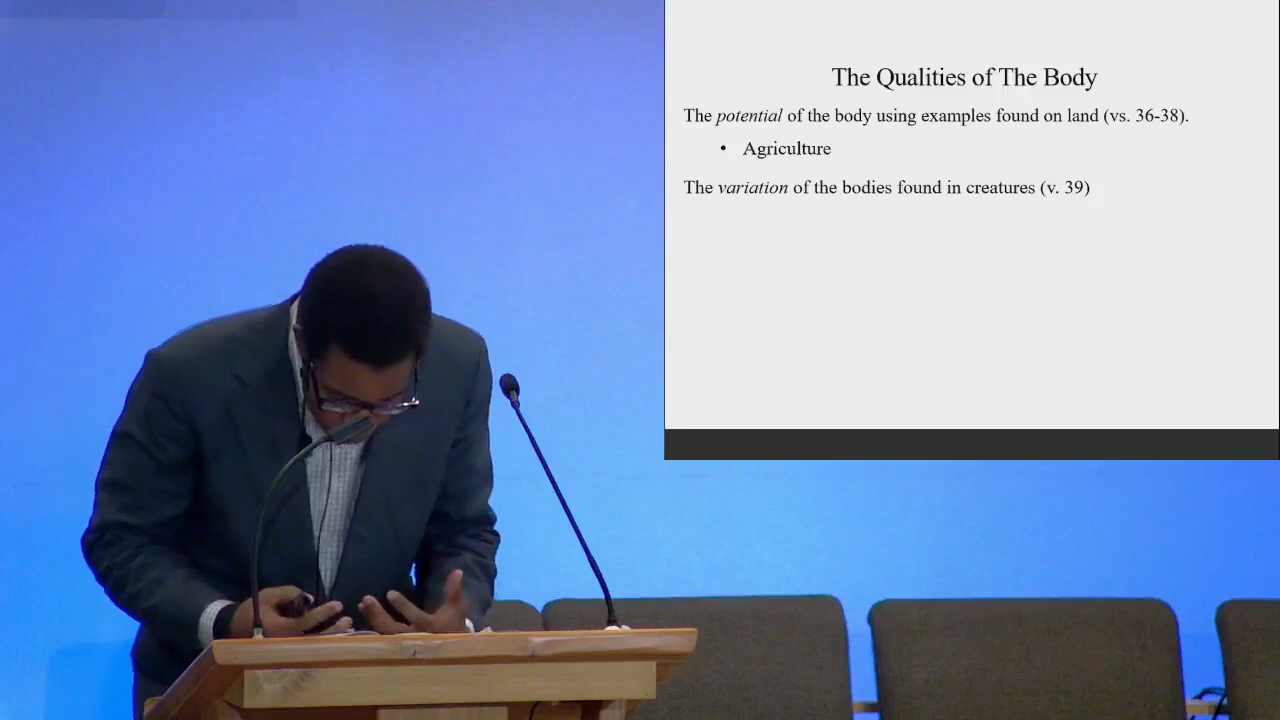 The Qualities of The Body
The potential of the body using examples found on land (vs. 36-38).
• Agriculture
The variation of the bodies found in creatures (v. 39)